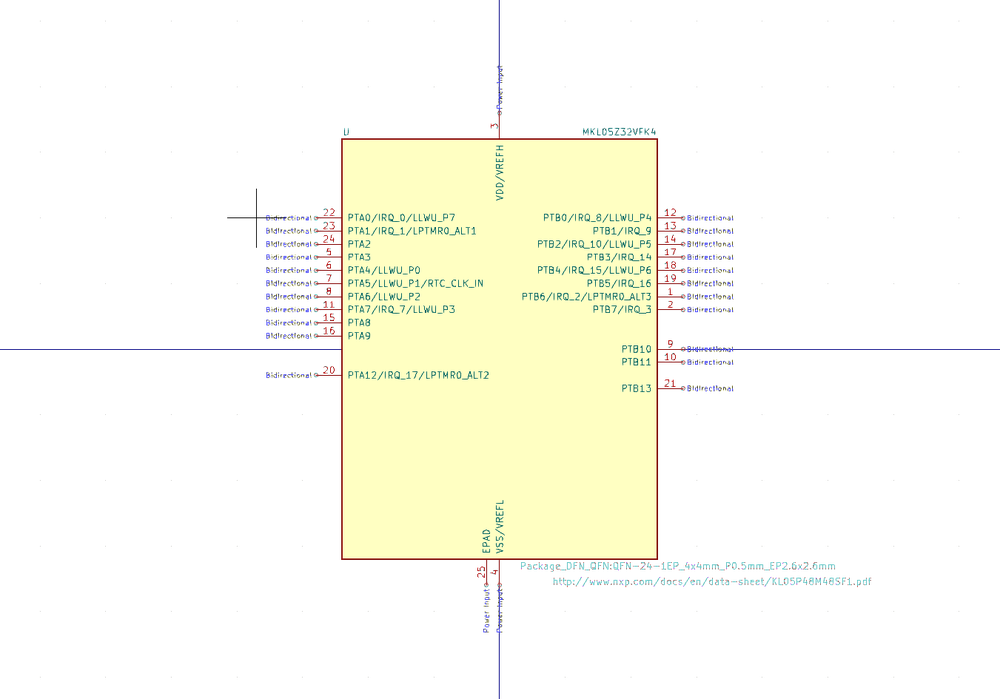 Power Input
3
U MKL05Z32VFK4
VDD/VREFH
Bidirectional 22 PTA0/IRQ_0/LLWU_P7 PTB0/IRQ_8/LLWU_P4 12 Bidirectional
Bidirectional 23 PTA1/IRQ_1/LPTMR0_ALT1 PTB1/IRQ_9 13 Bidirectional
Bidirectional 24 PTA2 PTB2/IRQ_10/LLWU_P5 14 Bidirectional
Bidirectional 5 PTA3 PTB3/IRQ_14 17 Bidirectional
Bidirectional 6 PTA4/LLWU_P0 PTB4/IRQ_15/LLWU_P6 18 Bidirectional
Bidirectional 7 PTA5/LLWU_P1/RTC_CLK_IN PTB5/IRQ_16 19 Bidirectional
Bidirectional 8 PTA6/LLWU_P2 PTB6/IRQ_2/LPTMR0_ALT3 1 Bidirectional
Bidirectional 11 PTA7/IRQ_7/LLWU_P3 PTB7/IRQ_3 2 Bidirectional
Bidirectional 15 PTA8
Bidirectional 16 PTA9
PTB10 9 Bidirectional
PTB11 10 Bidirectional
Bidirectional 20 PTA12/IRQ_17/LPTMR0_ALT2
PTB13 21 Bidirectional
EPAD
VSS/VREFL
25
4
Package_DFN_QFN:QFN-24-1EP_4x4mm_P0.5mm_EP2.6x2.6mm
http://www.nxp.com/docs/en/data-sheet/KL05P48M48SF1.pdf
Power Input
Power Input